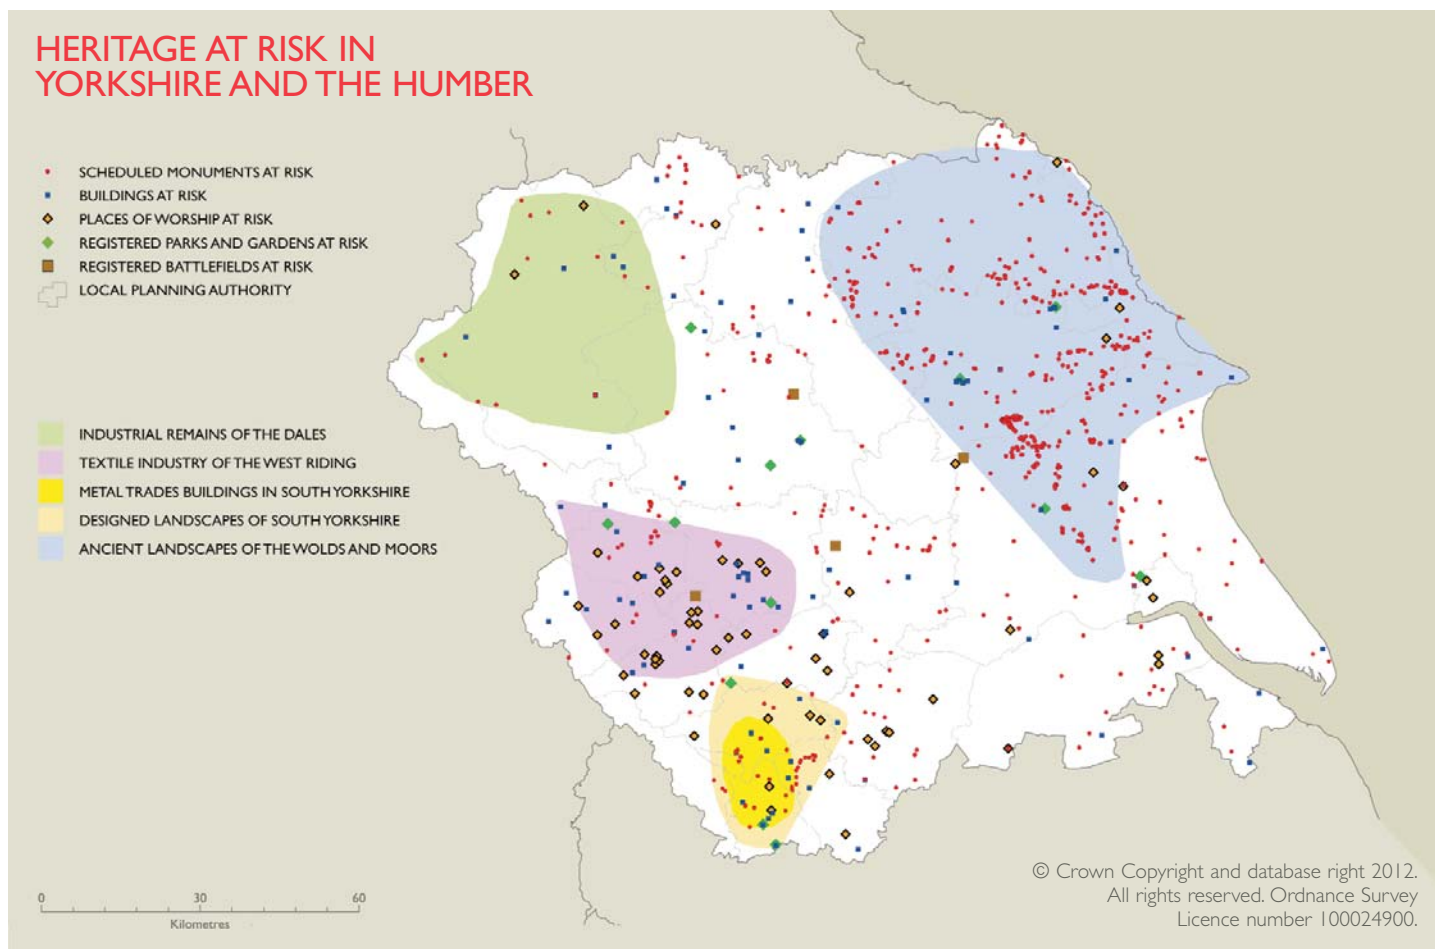 HERITAGE AT RISK IN
YORKSHIRE AND THE HUMBER
SCHEDULED MONUMENTS AT RISK
BUILDINGS AT RISK
PLACES OF WORSHIP AT RISK
REGISTERED PARKS AND GARDENS AT RISK
REGISTERED BATTLEFIELDS AT RISK
LOCAL PLANNING AUTHORITY
INDUSTRIAL REMAINS OF THE DALES
TEXTILE INDUSTRY OF THE WEST RIDING
METAL TRADES BUILDINGS IN SOUTH YORKSHIRE
DESIGNED LANDSCAPES OF SOUTH YORKSHIRE
ANCIENT LANDSCAPES OF THE WOLDS AND MOORS
0 30 60
Kilometres
© Crown Copyright and database right 2012.
All rights reserved. Ordnance Survey
Licence number 100024900.